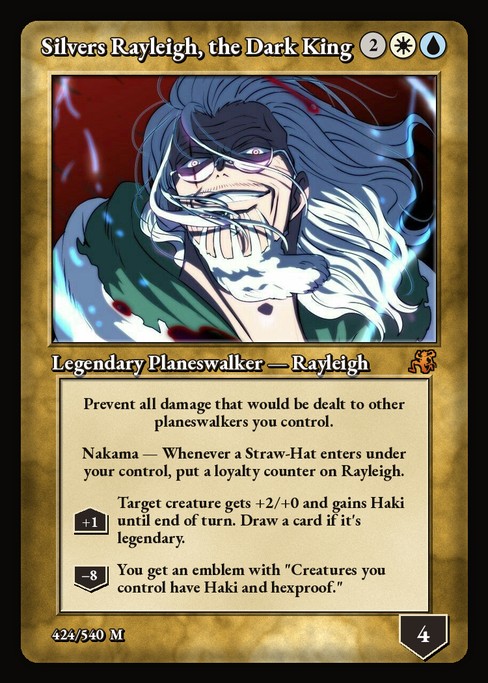 Silvers Rayleigh, the Dark King 2
Legendary Planeswalker — Rayleigh
Prevent all damage that would be dealt to other
planeswalkers you control.
Nakama — Whenever a Straw-Hat enters under
your control, put a loyalty counter on Rayleigh.
+1 Target creature gets +2/+0 and gains Haki
until end of turn. Draw a card if it's
legendary.
−8 You get an emblem with "Creatures you
control have Haki and hexproof."
424/540 M
4